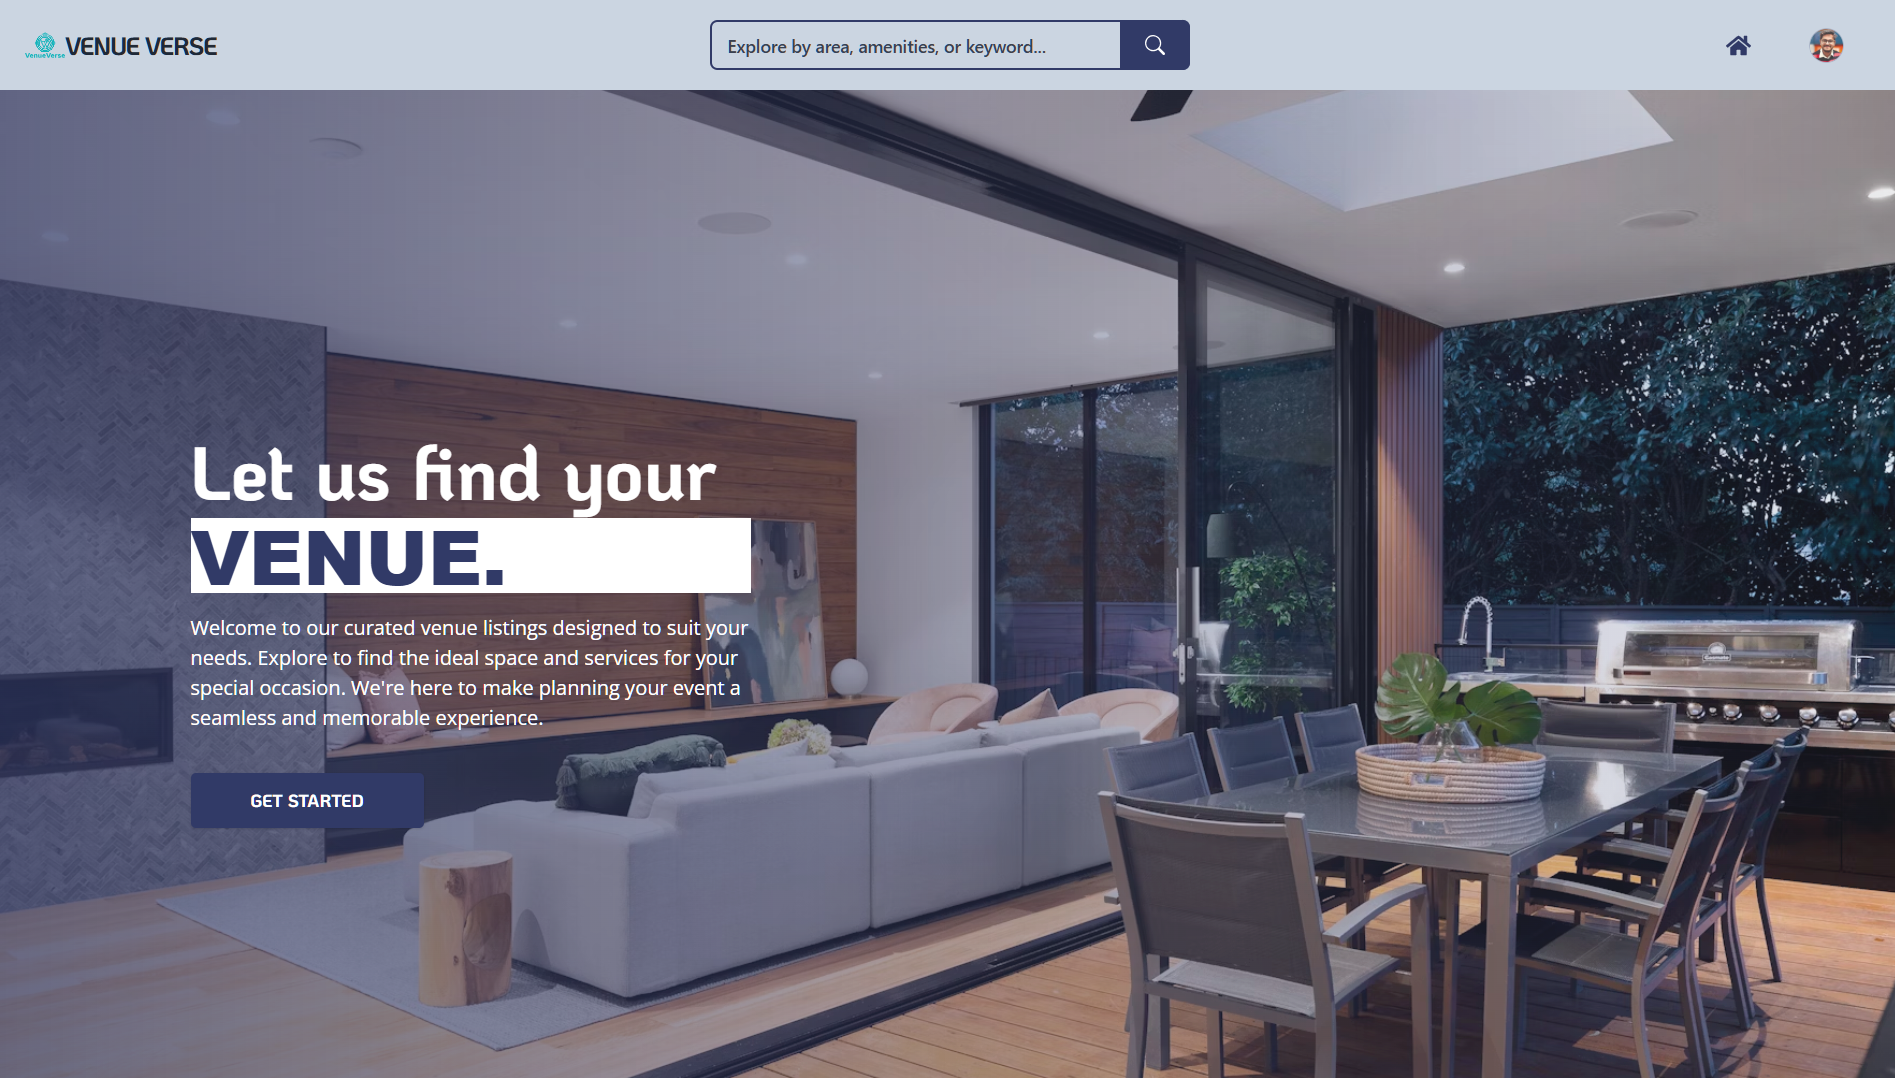 VenueVerse
VENUE VERSE
Explore by area, amenities, or keyword...
Let us find your
VENUE.
Welcome to our curated venue listings designed to suit your
needs. Explore to find the ideal space and services for your
special occasion. We're here to make planning your event a
seamless and memorable experience.
GET STARTED